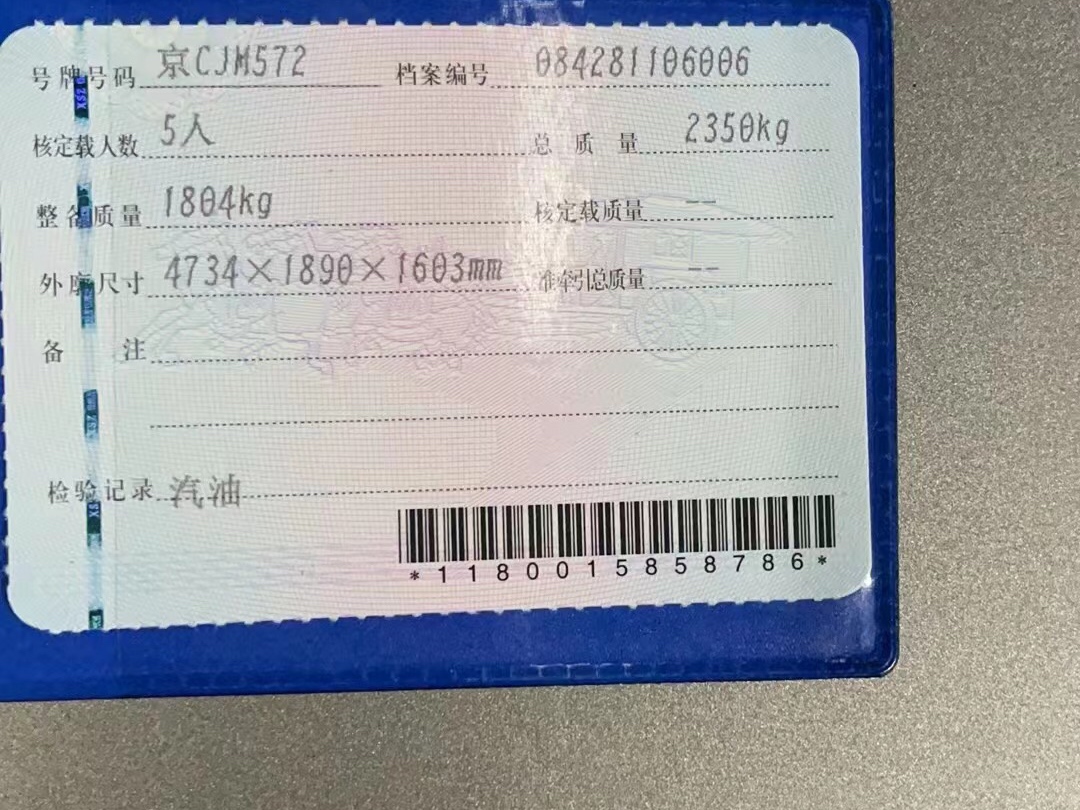 号牌号码 京CJM572 档案编号 084281106006
核定载人数 5人 总质量 2350kg
整备质量 1804kg 核定载质量 --
外廓尺寸 4734×1890×1603mm 准牵引总质量 --
备注
检验记录 汽油
*1180015858786*